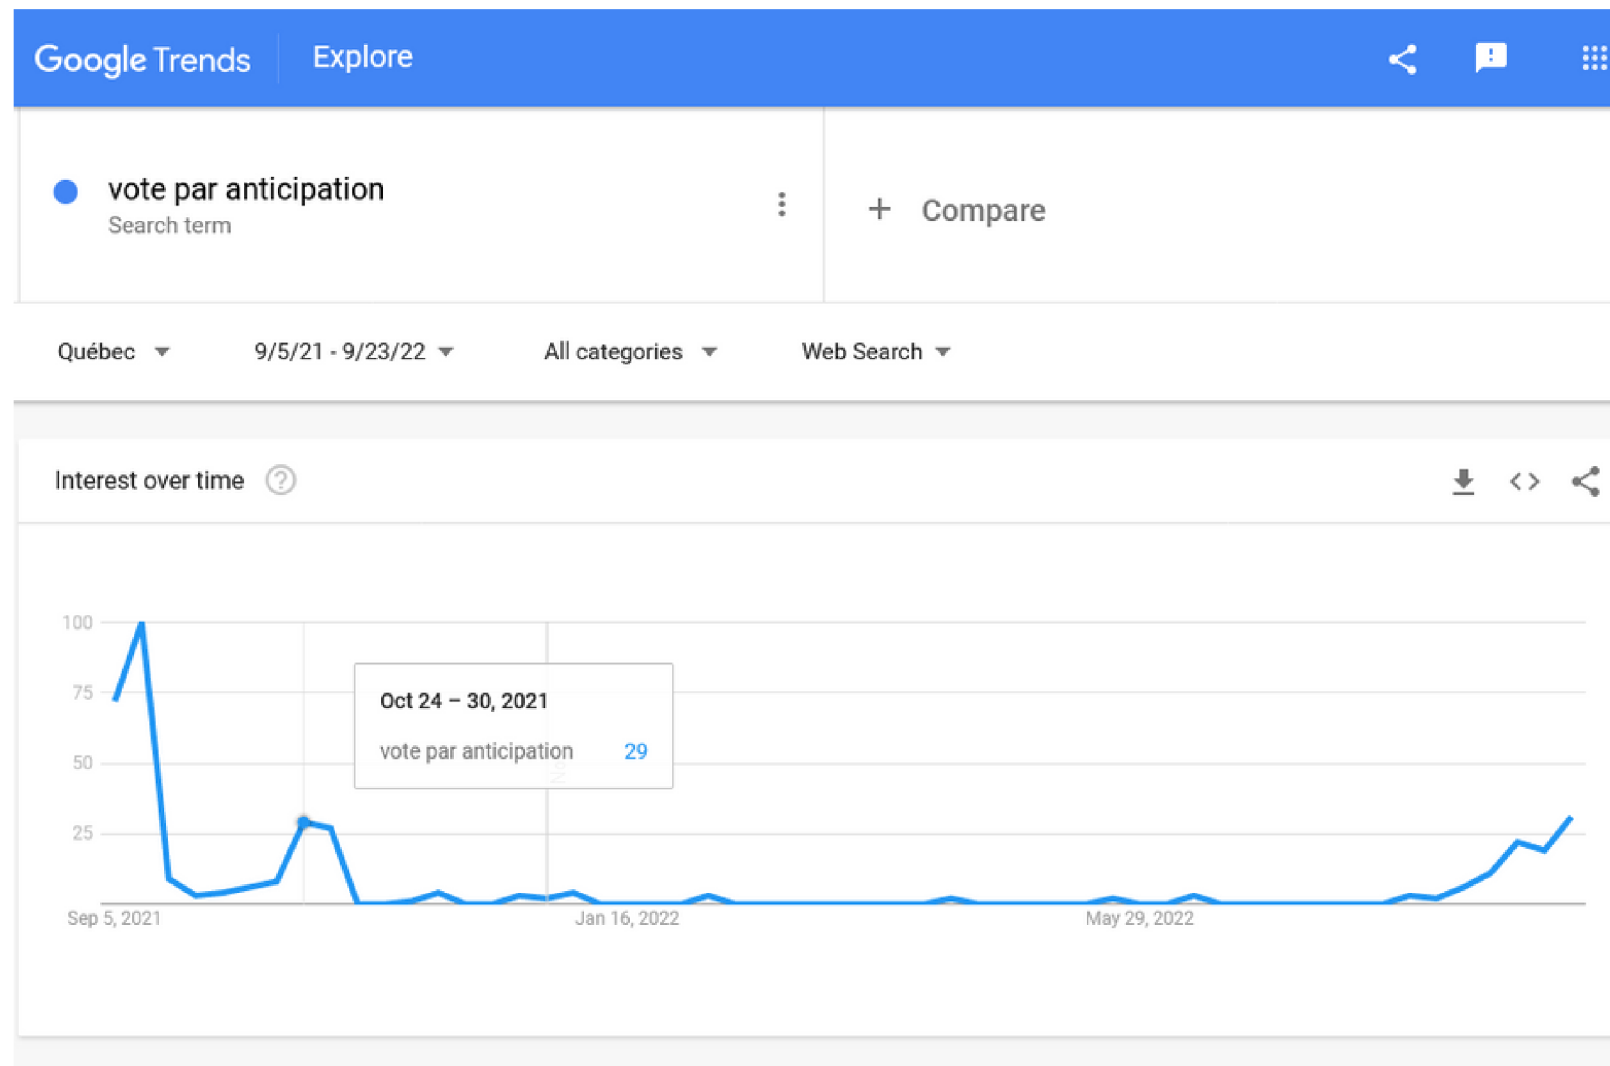 Google Trends Explore
vote par anticipation
Search term
+ Compare
Québec 9/5/21 - 9/23/22 All categories Web Search
Interest over time ?
100
75
50
25
Oct 24 – 30, 2021
vote par anticipation 29
Sep 5, 2021 Jan 16, 2022 May 29, 2022